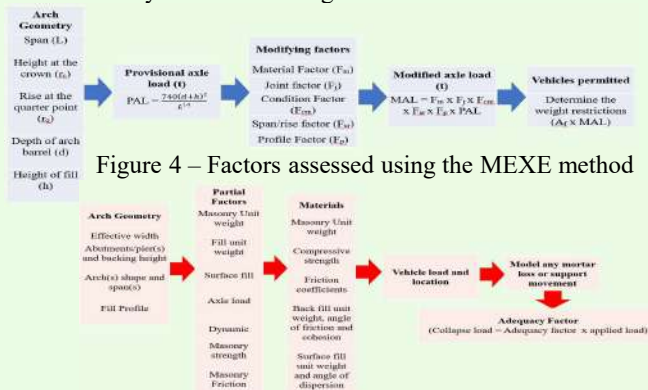 Arch
Geometry
Span (L)
Height at the
crown (rc)
Rise at the
quarter point
(rq)
Depth of arch
barrel (d)
Height of fill
(h)
Provisional axle
load (t)
Modifying factors
Material Factor (Fm)
Joint factor (Fj)
Condition Factor
(Fcm)
Span/rise factor (Fsr)
Profile Factor (Fp)
Modified axle load
(t)
MAL = Fm x Fj x Fcm
x Fsr x Fp x PAL
Vehicles permitted
Determine the
weight restrictions
(Af x MAL)
Figure 4 – Factors assessed using the MEXE method
Arch Geometry
Effective width
Abutments/pier(s)
and backing height
Arch(s) shape and
span(s)
Fill Profile
Partial
Factors
Masonry Unit
weight
Fill unit
weight
Surface fill
Axle load
Dynamic
Masonry
strength
Masonry
Friction
Materials
Masonry Unit
weight
Compressive
strength
Friction
coefficients
Back fill unit
weight, angle
of friction and
cohesion
Surface fill
unit weight
and angle of
dispersion
Vehicle load and
location
Model any mortar
loss or support
movement
Adequacy Factor
(Collapse load = Adequacy factor x applied load)